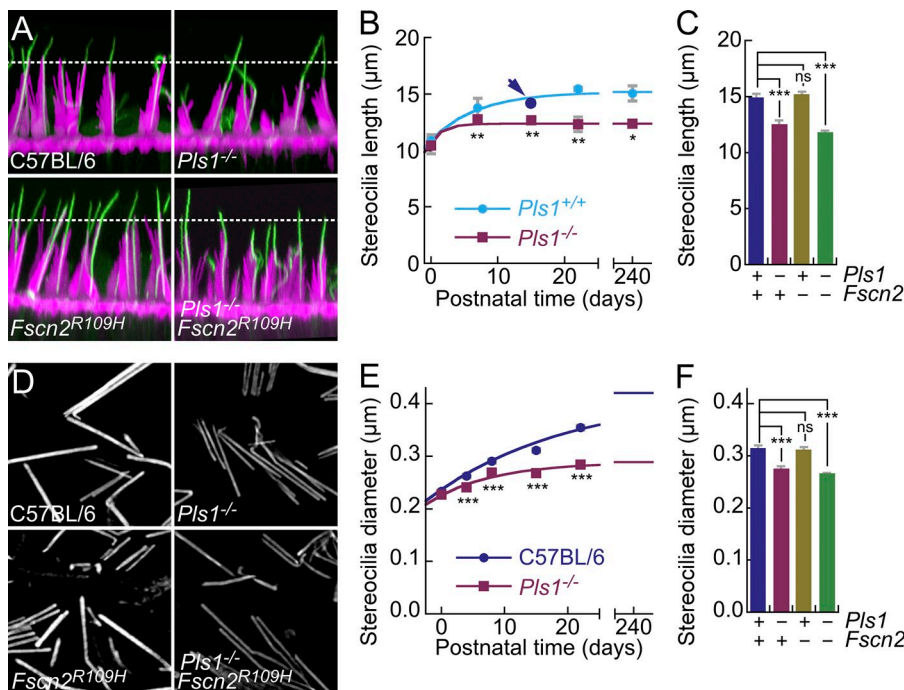 A
C57BL/6
Pls1-/-
Fscn2R109H
Pls1-/-
Fscn2R109H
B
Stereocilia length (µm)
20
15
10
5
0
**
**
**
*
Pls1+/+
Pls1-/-
0
10
20
240
Postnatal time (days)
C
Stereocilia length (µm)
20
15
10
5
0
***
ns
***
+ − + − Pls1
+ + − − Fscn2
D
C57BL/6
Pls1-/-
Fscn2R109H
Pls1-/-
Fscn2R109H
E
Stereocilia diameter (µm)
0.4
0.3
0.2
0.1
0.0
***
***
***
***
C57BL/6
Pls1-/-
0
10
20
240
Postnatal time (days)
F
Stereocilia diameter (µm)
0.4
0.3
0.2
0.1
0.0
***
ns
***
+ − + − Pls1
+ + − − Fscn2